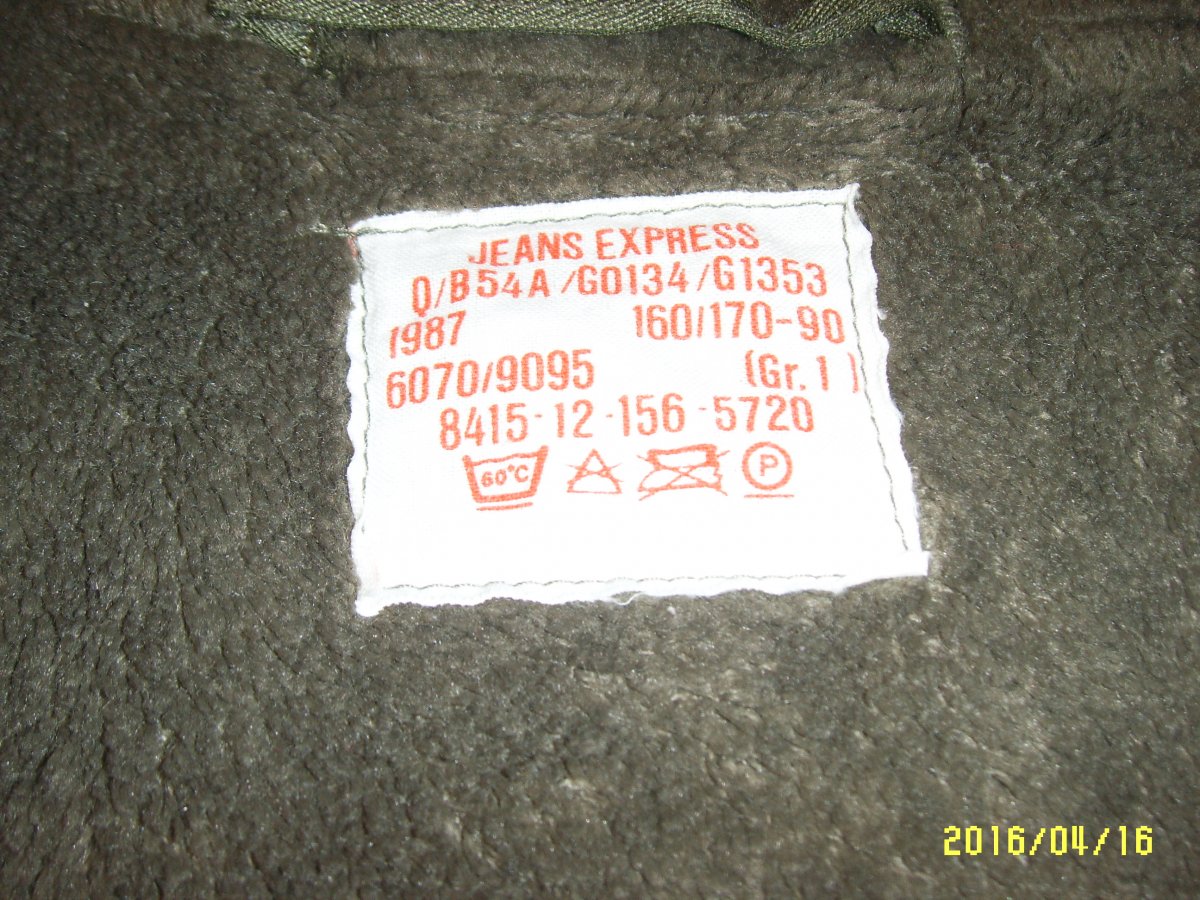 JEANS EXPRESS
Q/B 54A /G0134 /G1353
1987 160/170-90
6070/9095 (Gr. 1 )
8415-12-156-5720
60°C P
2016/04/16